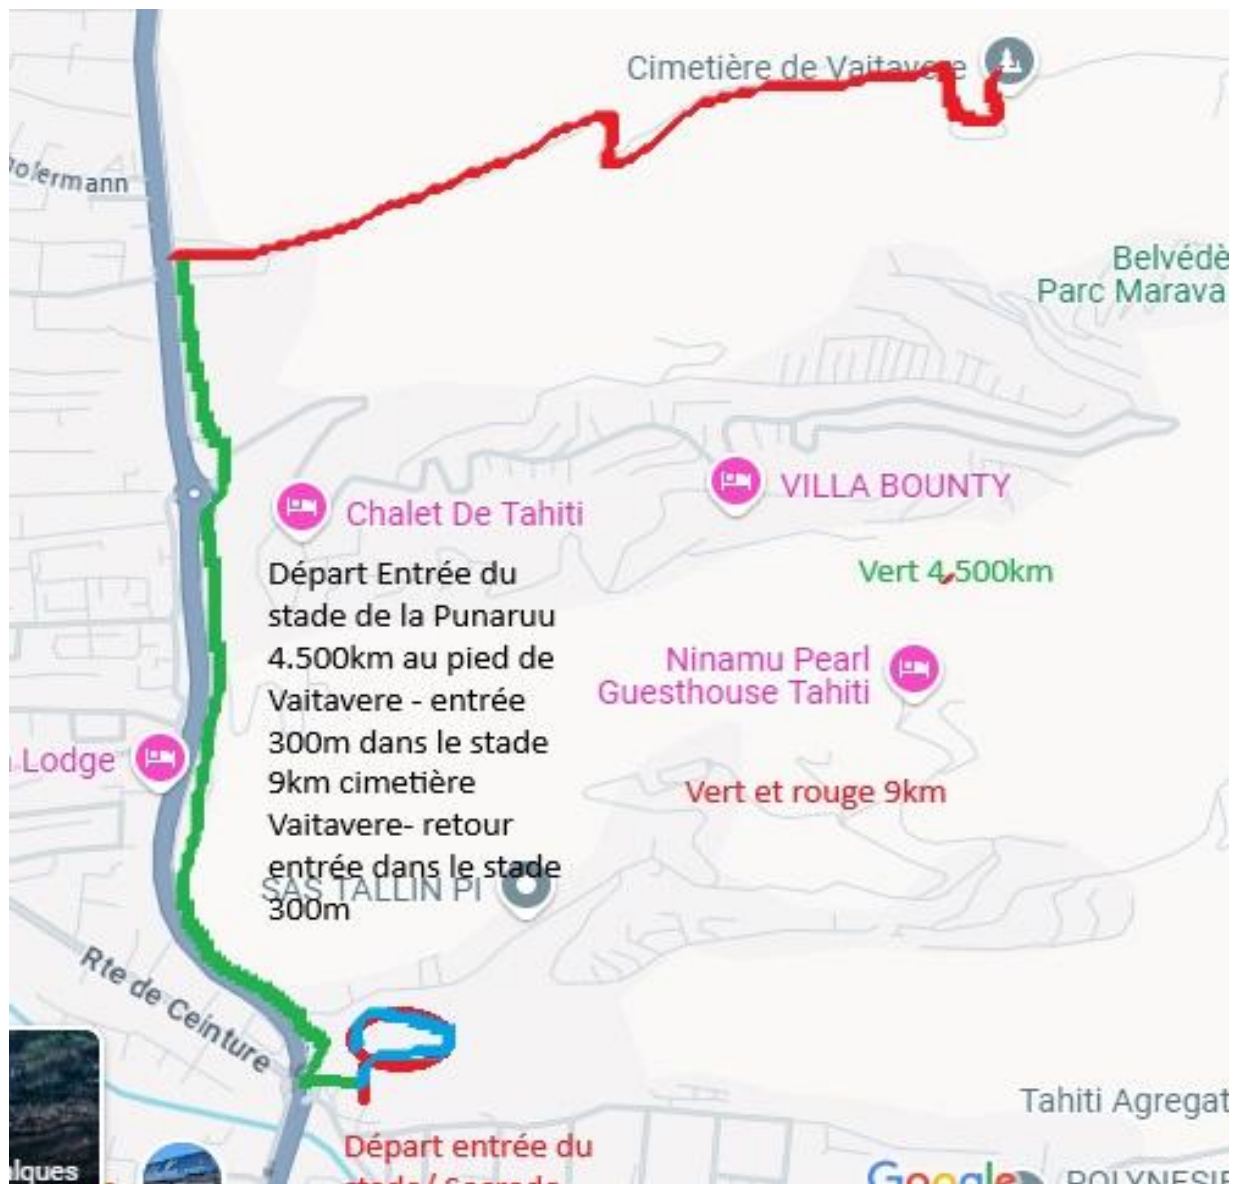 Cimetière de Vaitavere
Belvédè
Parc Marava
VILLA BOUNTY
Chalet De Tahiti
Départ Entrée du
stade de la Punaruu
4.500km au pied de
Vaitavere - entrée
300m dans le stade
9km cimetière
Vaitavere- retour
entrée dans le stade
300m
Vert 4,500km
Ninamu Pearl
Guesthouse Tahiti
Lodge
Vert et rouge 9km
SAS TALLIN PI
Rte de Ceinture
Tahiti Agregat
Départ entrée du
Google